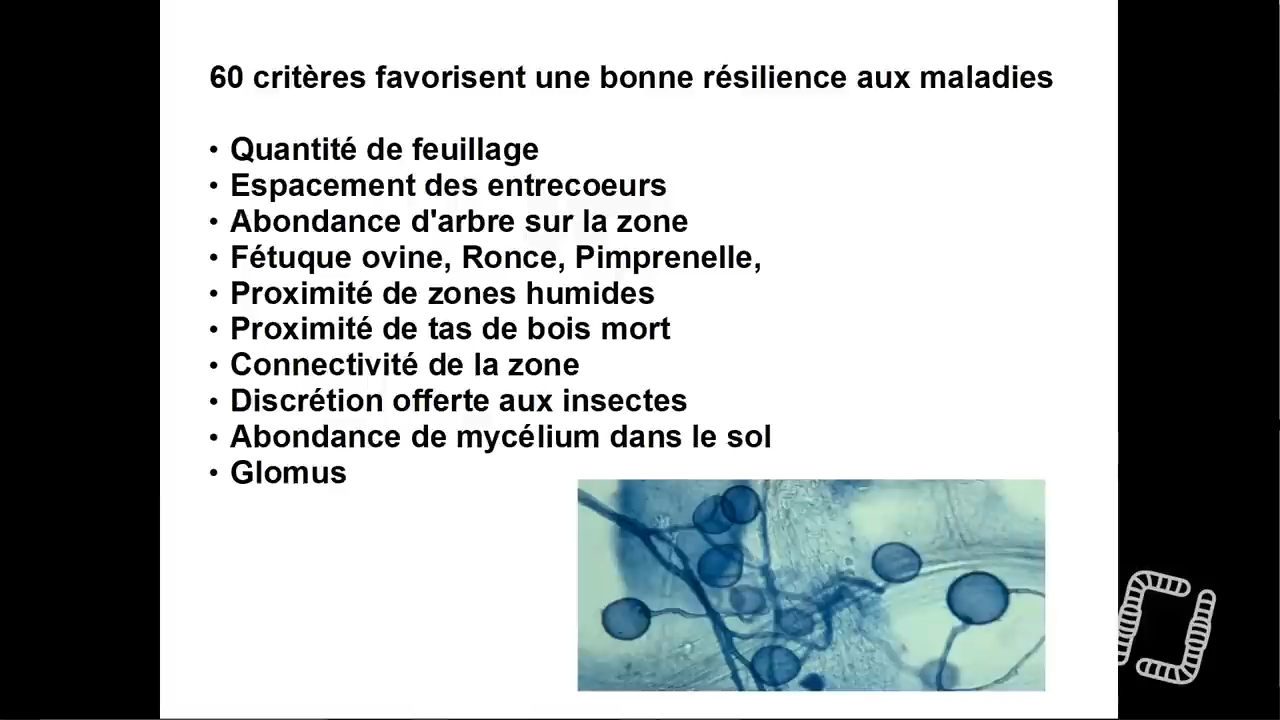 60 critères favorisent une bonne résilience aux maladies
• Quantité de feuillage
• Espacement des entrecoeurs
• Abondance d'arbre sur la zone
• Fétuque ovine, Ronce, Pimprenelle,
• Proximité de zones humides
• Proximité de tas de bois mort
• Connectivité de la zone
• Discrétion offerte aux insectes
• Abondance de mycélium dans le sol
• Glomus